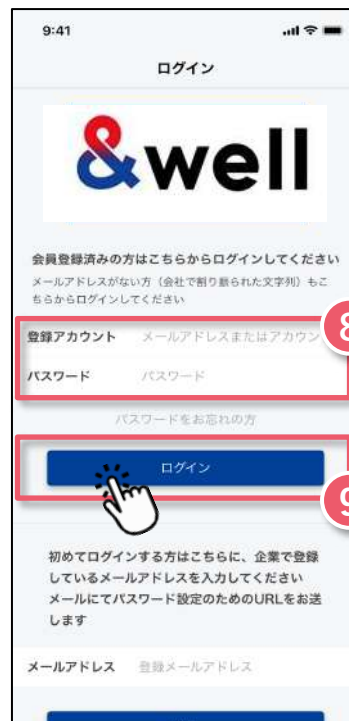 9:41
ログイン
&well
会員登録済みの方はこちらからログインしてください
メールアドレスがない方（会社で割り振られた文字列）もこ
ちらからログインしてください
登録アカウント メールアドレスまたはアカウン
8
パスワード パスワード
パスワードをお忘れの方
ログイン
9
初めてログインする方はこちらに、企業で登録
しているメールアドレスを入力してください
メールにてパスワード設定のためのURLをお送
します
メールアドレス 登録メールアドレス